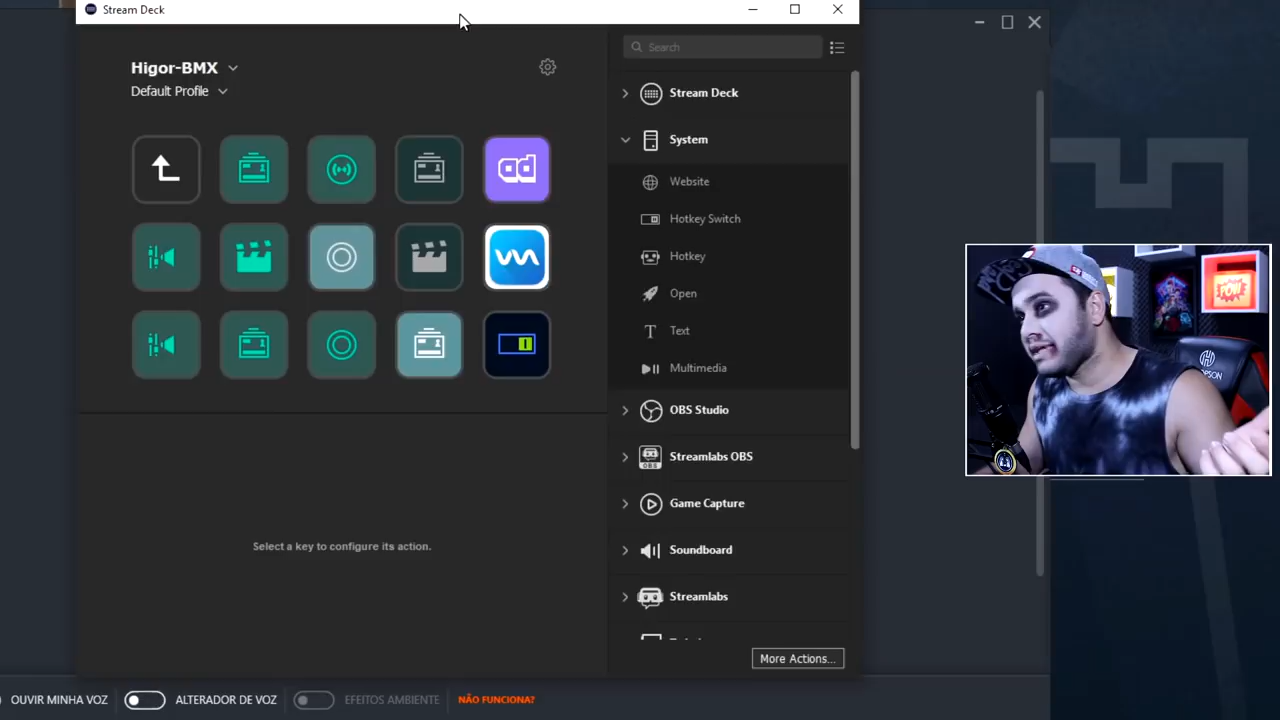 Stream Deck
Higor-BMX
Default Profile
Search
Stream Deck
System
Website
Hotkey Switch
Hotkey
Open
Text
Multimedia
OBS Studio
Streamlabs OBS
Game Capture
Soundboard
Streamlabs
More Actions...
Select a key to configure its action.
POW
OUVIR MINHA VOZ
ALTERADOR DE VOZ
EFEITOS AMBIENTE
NÃO FUNCIONA?